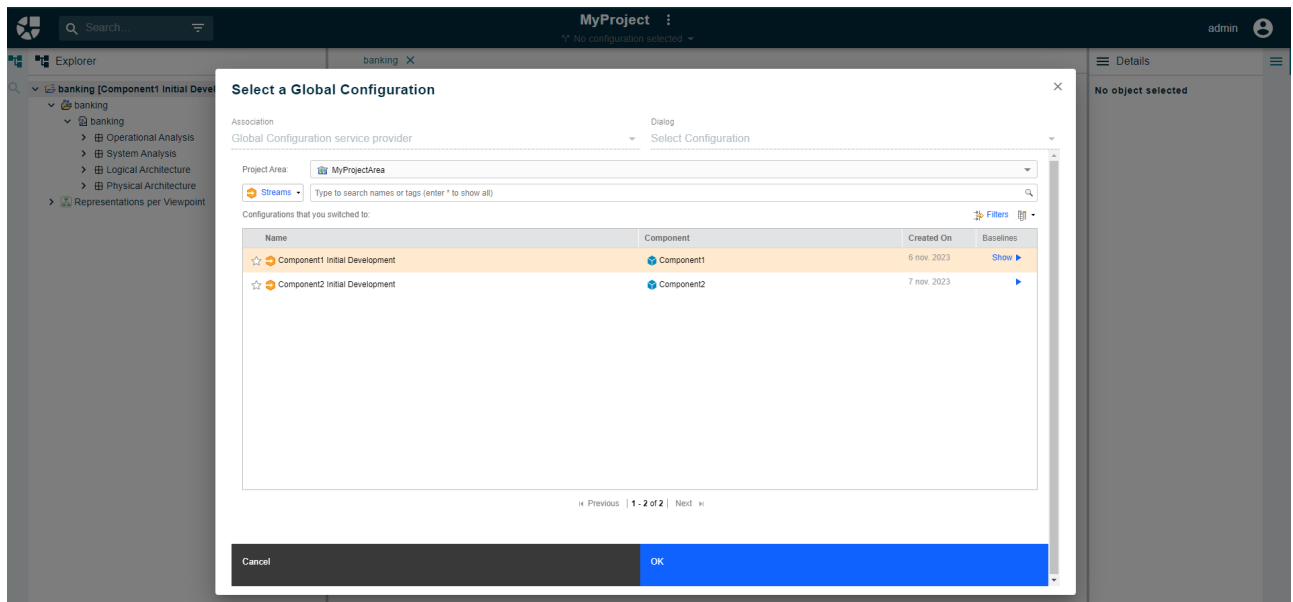 Search...
MyProject
No configuration selected
admin
Explorer
banking
Details
banking [Component1 Initial Devel
banking
banking
Operational Analysis
System Analysis
Logical Architecture
Physical Architecture
Representations per Viewpoint
No object selected
Select a Global Configuration
Association
Dialog
Global Configuration service provider
Select Configuration
Project Area: MyProjectArea
Streams Type to search names or tags (enter * to show all)
Configurations that you switched to: Filters
Name Component Created On Baselines
Component1 Initial Development Component1 6 nov. 2023 Show
Component2 Initial Development Component2 7 nov. 2023
Previous | 1 - 2 of 2 | Next
Cancel
OK